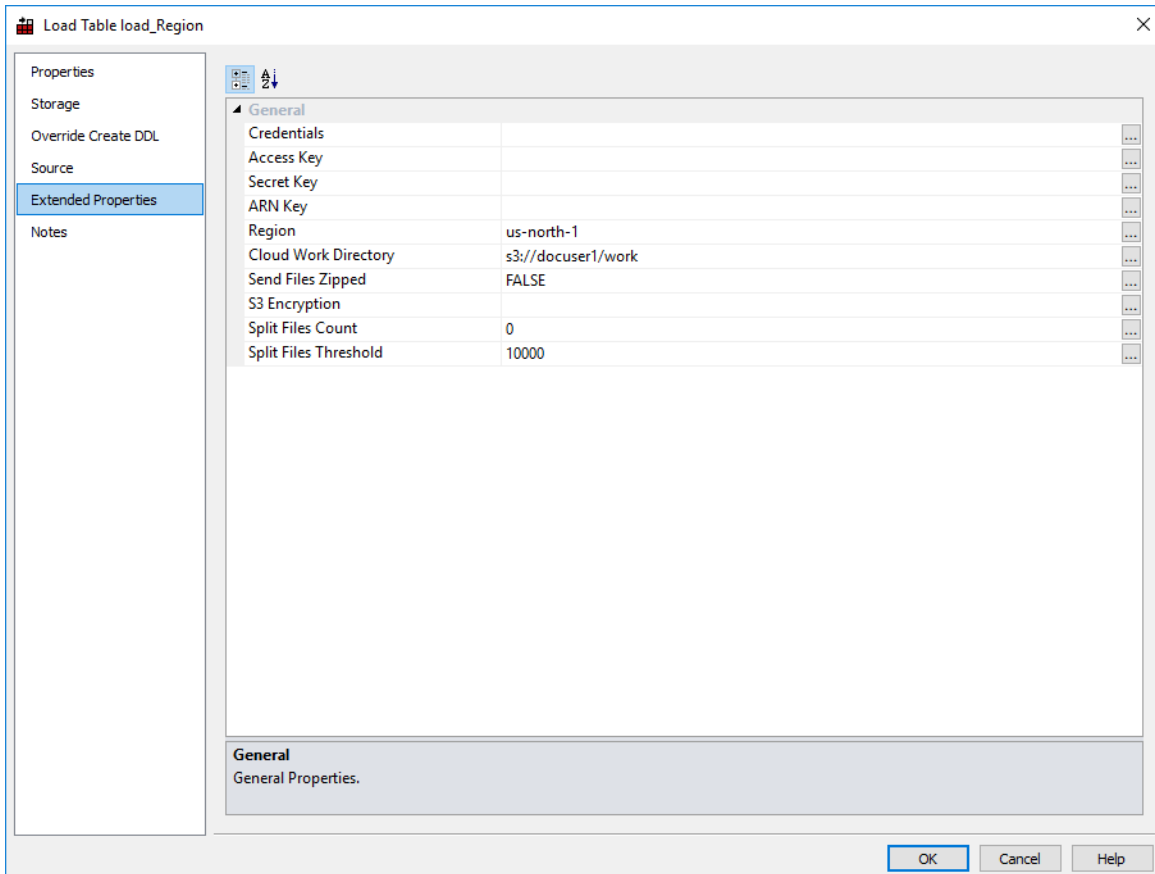 Load Table load_Region
Properties
Storage
Override Create DDL
Source
Extended Properties
Notes
General
Credentials
Access Key
Secret Key
ARN Key
Region us-north-1
Cloud Work Directory s3://docuser1/work
Send Files Zipped FALSE
S3 Encryption
Split Files Count 0
Split Files Threshold 10000
General
General Properties.
OK Cancel Help